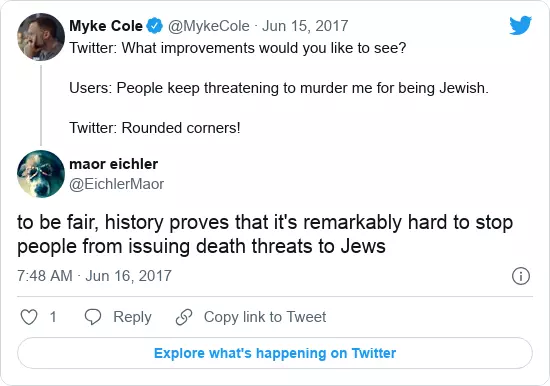 Myke Cole @MykeCole · Jun 15, 2017
Twitter: What improvements would you like to see?
Users: People keep threatening to murder me for being Jewish.
Twitter: Rounded corners!
maor eichler
@EichlerMaor
to be fair, history proves that it's remarkably hard to stop
people from issuing death threats to Jews
7:48 AM · Jun 16, 2017
1 Reply Copy link to Tweet
Explore what's happening on Twitter